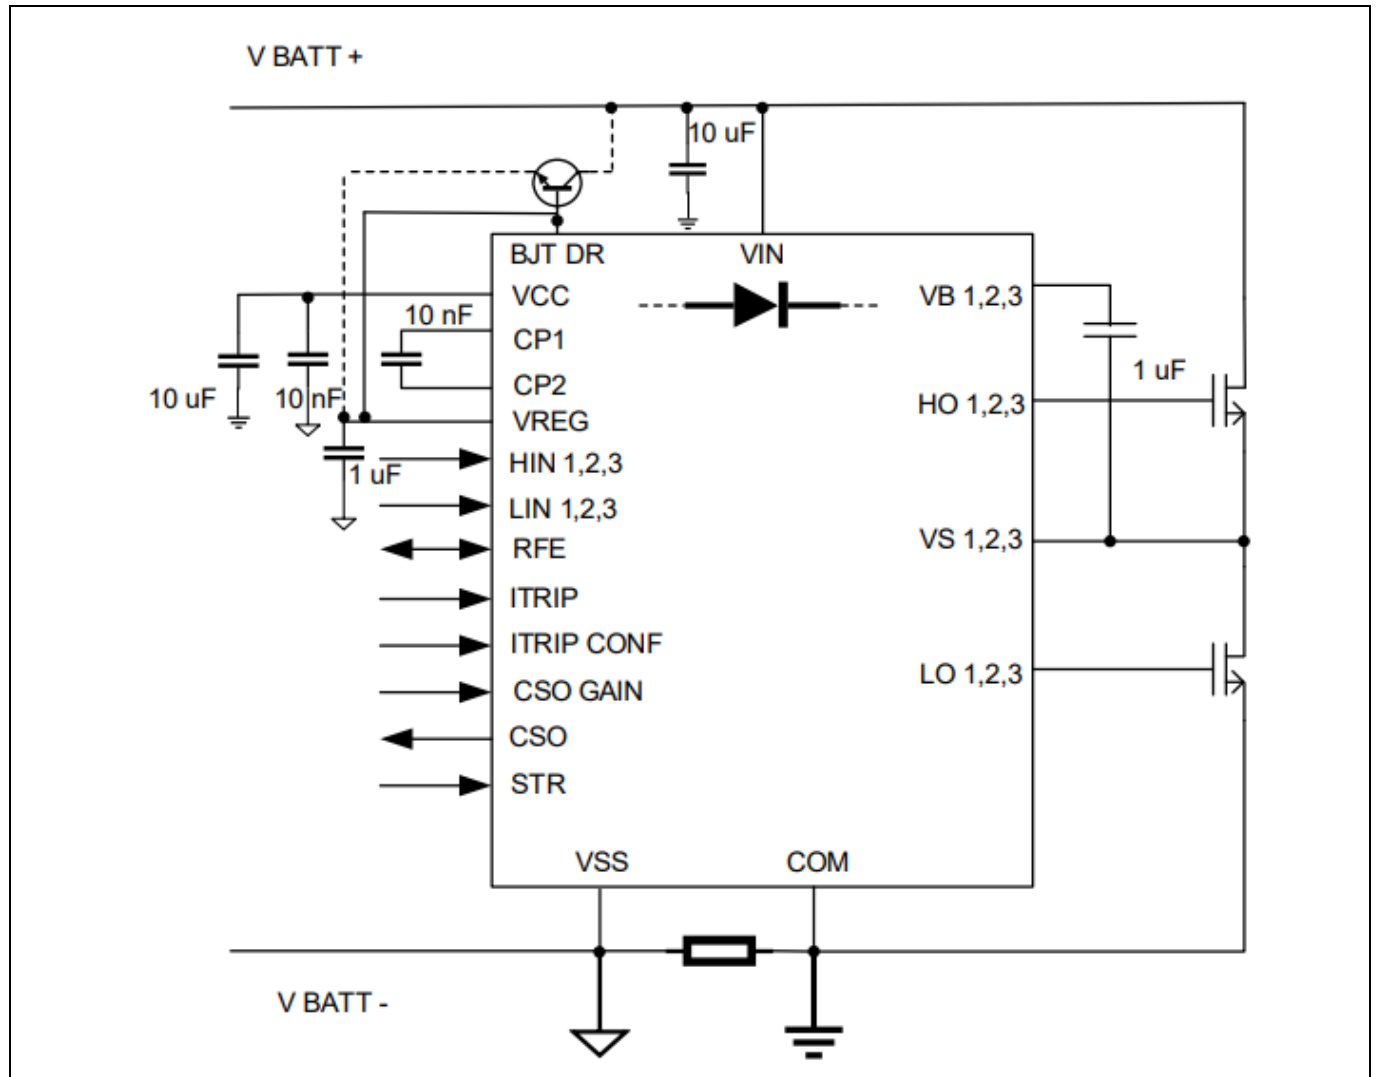 V BATT +
10 uF
BJT DR
VIN
VCC
VB 1,2,3
10 nF
CP1
1 uF
CP2
10 uF
10 nF
HO 1,2,3
VREG
HIN 1,2,3
1 uF
LIN 1,2,3
RFE
VS 1,2,3
ITRIP
ITRIP CONF
LO 1,2,3
CSO GAIN
CSO
STR
VSS
COM
V BATT -